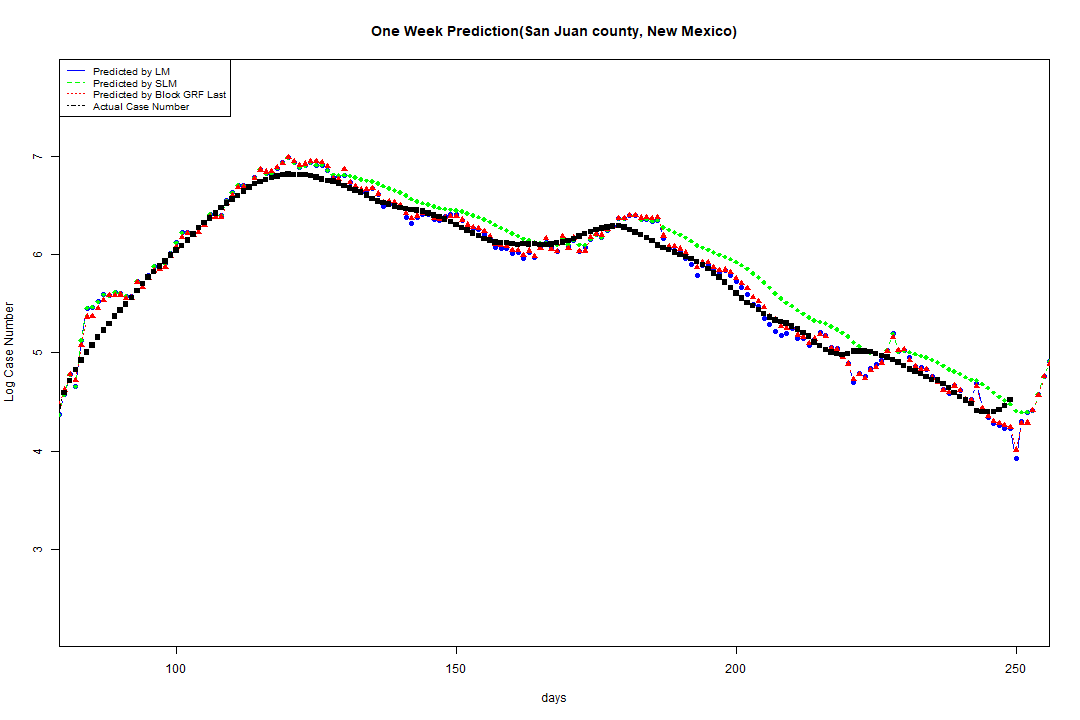 One Week Prediction(San Juan county, New Mexico)
Predicted by LM
Predicted by SLM
Predicted by Block GRF Last
Actual Case Number
Log Case Number
7
6
5
4
3
100 150 200 250
days